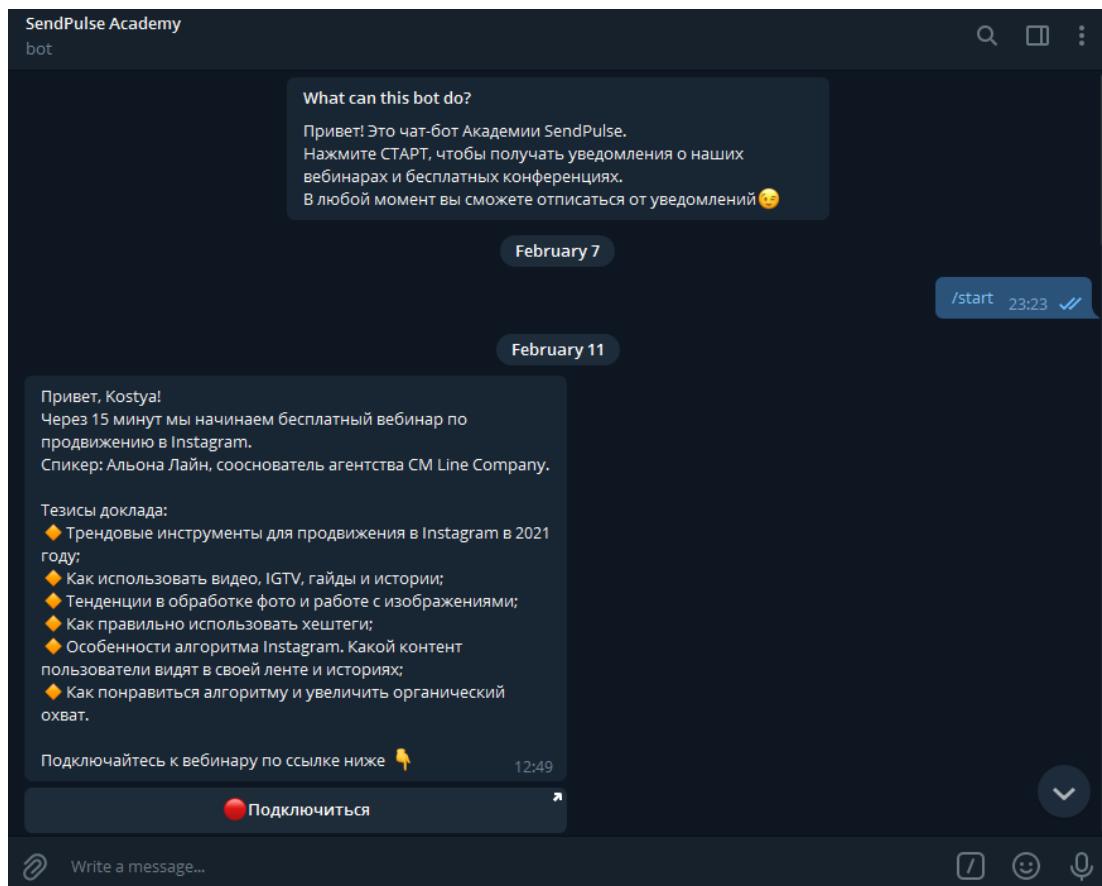 SendPulse Academy
bot
What can this bot do?
Привет! Это чат-бот Академии SendPulse.
Нажмите СТАРТ, чтобы получать уведомления о наших
вебинарах и бесплатных конференциях.
В любой момент вы сможете отписаться от уведомлений😉
February 7
/start 23:23
February 11
Привет, Kostya!
Через 15 минут мы начинаем бесплатный вебинар по
продвижению в Instagram.
Спикер: Альона Лайн, сооснователь агентства CM Line Company.
Тезисы доклада:
🔶 Трендовые инструменты для продвижения в Instagram в 2021
году;
🔶 Как использовать видео, IGTV, гайды и истории;
🔶 Тенденции в обработке фото и работе с изображениями;
🔶 Как правильно использовать хештеги;
🔶 Особенности алгоритма Instagram. Какой контент
пользователи видят в своей ленте и историях;
🔶 Как понравиться алгоритму и увеличить органический
охват.
Подключайтесь к вебинару по ссылке ниже 👇 12:49
🔴Подключиться
Write a message...